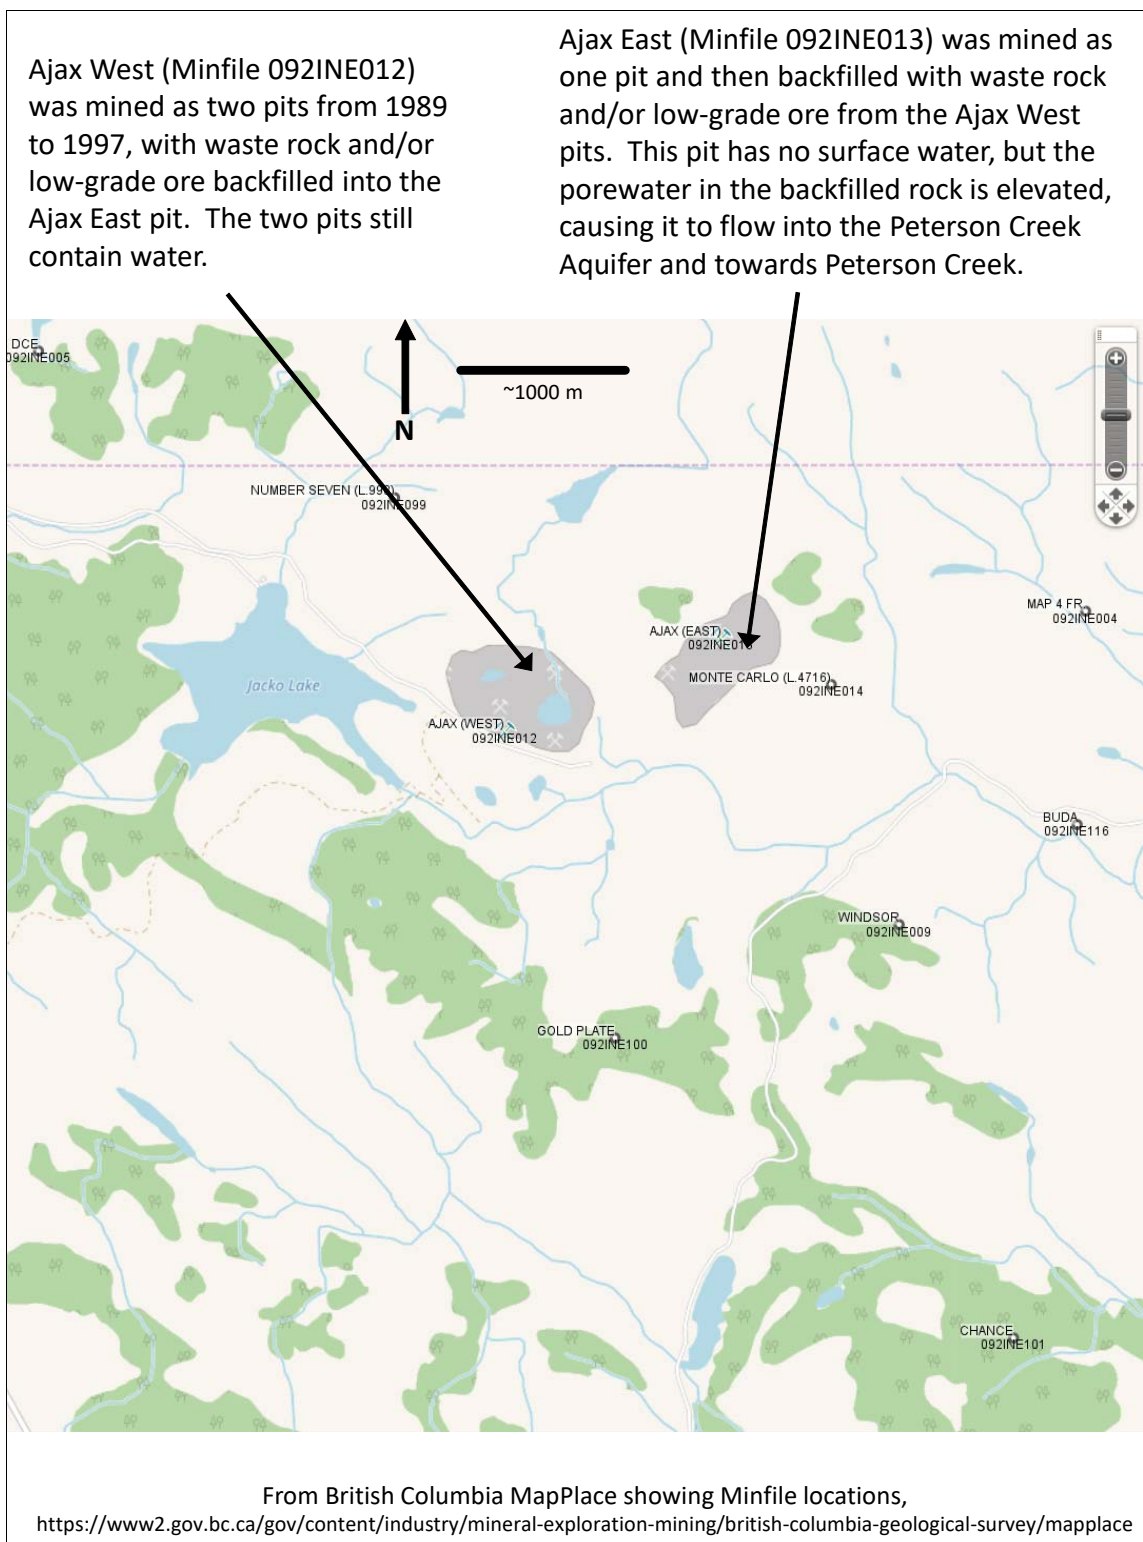 Ajax West (Minfile 092INE012)
was mined as two pits from 1989
to 1997, with waste rock and/or
low-grade ore backfilled into the
Ajax East pit.  The two pits still
contain water.
Ajax East (Minfile 092INE013) was mined as
one pit and then backfilled with waste rock
and/or low-grade ore from the Ajax West
pits.  This pit has no surface water, but the
porewater in the backfilled rock is elevated,
causing it to flow into the Peterson Creek
Aquifer and towards Peterson Creek.
DCE
092INE005
~1000 m
N
NUMBER SEVEN (L.998)
092INE099
MAP 4 FR.
092INE004
AJAX (EAST)
092INE013
MONTE CARLO (L.4716)
092INE014
Jacko Lake
AJAX (WEST)
092INE012
BUDA
092INE116
WINDSOR
092INE009
GOLD PLATE
092INE100
CHANCE
092INE101
From British Columbia MapPlace showing Minfile locations,
https://www2.gov.bc.ca/gov/content/industry/mineral-exploration-mining/british-columbia-geological-survey/mapplace